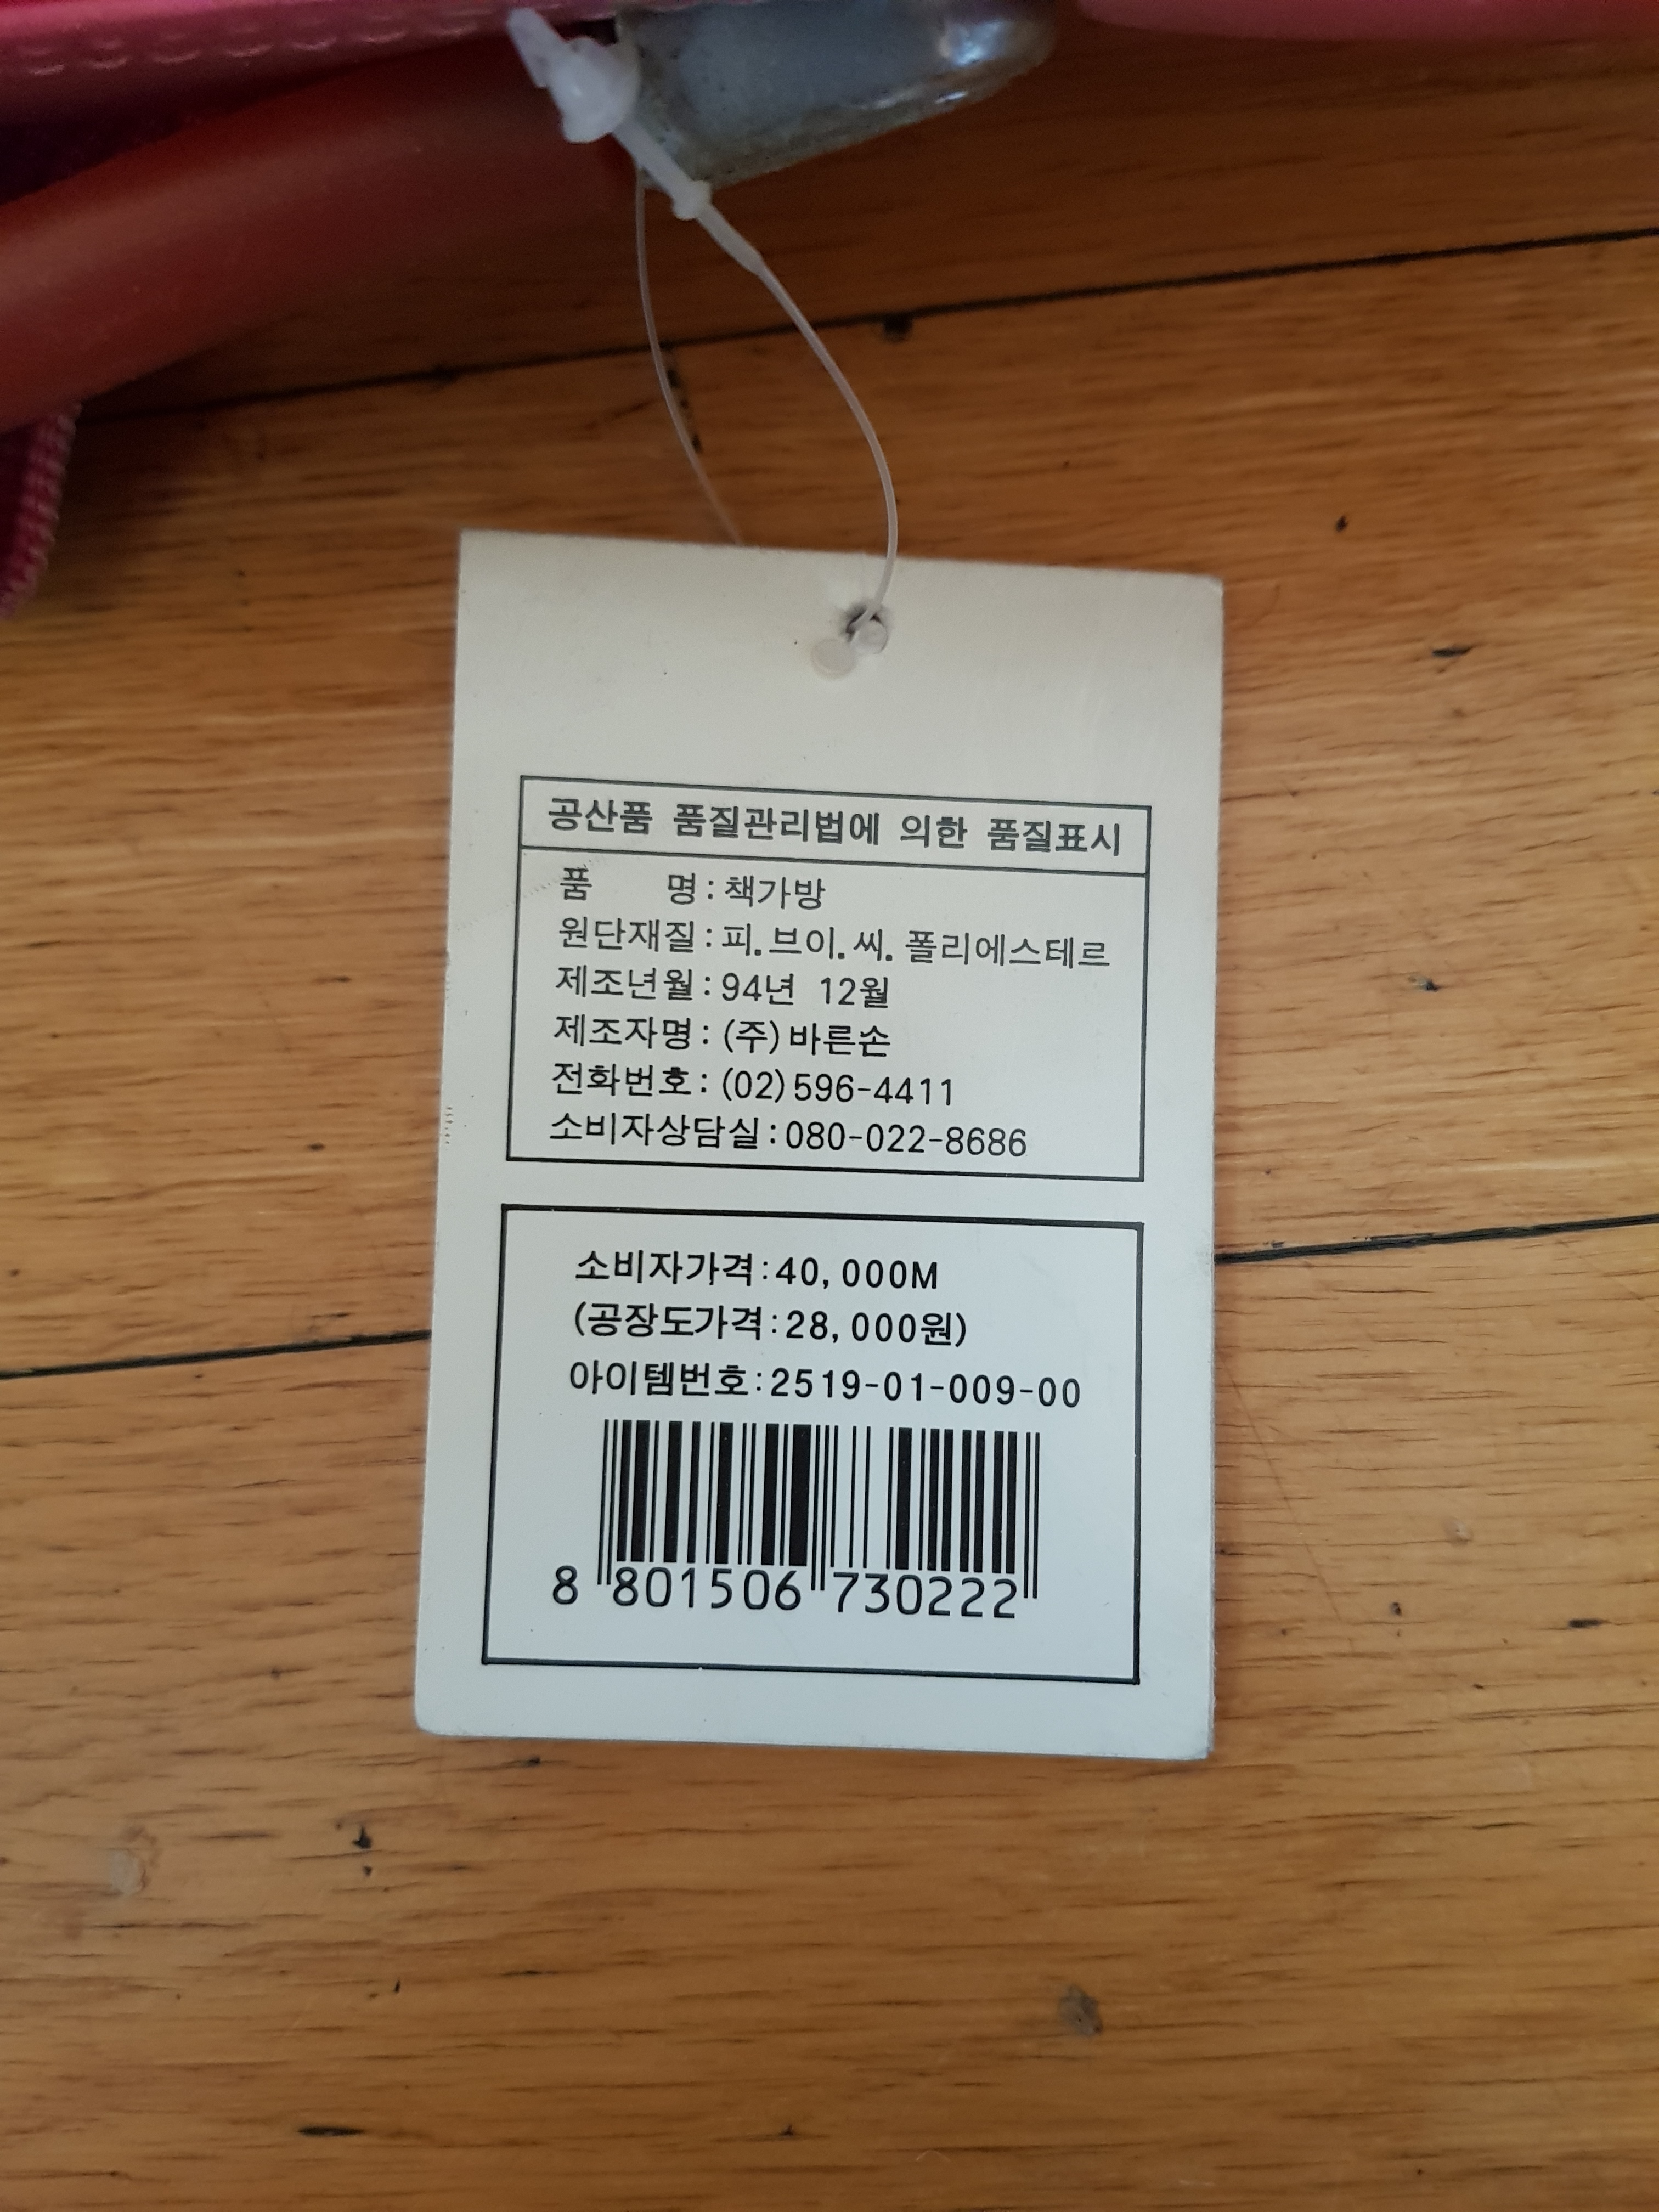 공산품 품질관리법에 의한 품질표시
품 명 : 책가방
원단재질 : 피. 브이. 씨. 폴리에스테르
제조년월 : 94년 12월
제조자명 : (주) 바른손
전화번호 : (02) 596-4411
소비자상담실 : 080-022-8686
소비자가격 : 40,000M
(공장도가격 : 28,000원)
아이템번호 : 2519-01-009-00
8 801506 730222